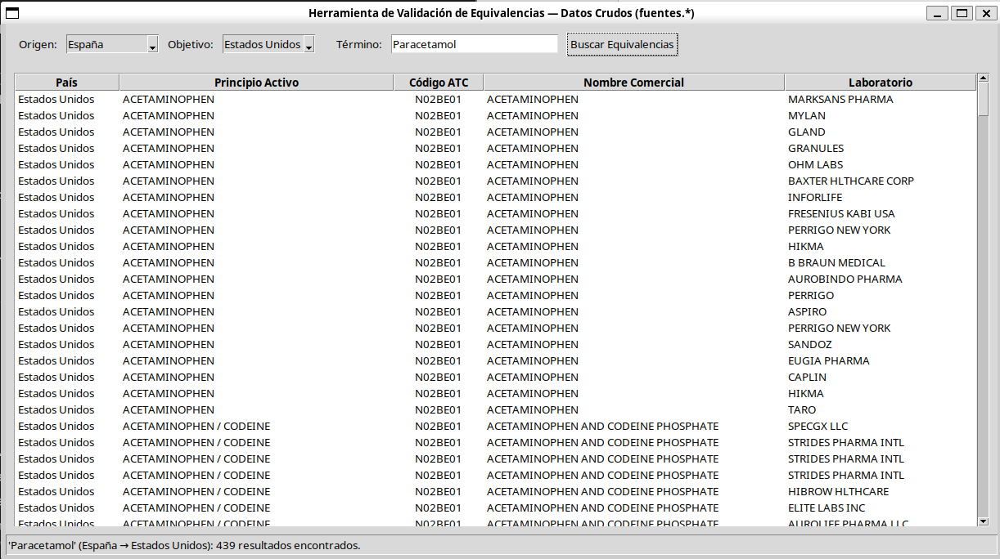 Herramienta de Validación de Equivalencias — Datos Crudos (fuentes.*)
Origen: España Objetivo: Estados Unidos Término: Paracetamol Buscar Equivalencias
País Principio Activo Código ATC Nombre Comercial Laboratorio
Estados Unidos ACETAMINOPHEN N02BE01 ACETAMINOPHEN MARKSANS PHARMA
Estados Unidos ACETAMINOPHEN N02BE01 ACETAMINOPHEN MYLAN
Estados Unidos ACETAMINOPHEN N02BE01 ACETAMINOPHEN GLAND
Estados Unidos ACETAMINOPHEN N02BE01 ACETAMINOPHEN GRANULES
Estados Unidos ACETAMINOPHEN N02BE01 ACETAMINOPHEN OHM LABS
Estados Unidos ACETAMINOPHEN N02BE01 ACETAMINOPHEN BAXTER HLTHCARE CORP
Estados Unidos ACETAMINOPHEN N02BE01 ACETAMINOPHEN INFORLIFE
Estados Unidos ACETAMINOPHEN N02BE01 ACETAMINOPHEN FRESENIUS KABI USA
Estados Unidos ACETAMINOPHEN N02BE01 ACETAMINOPHEN PERRIGO NEW YORK
Estados Unidos ACETAMINOPHEN N02BE01 ACETAMINOPHEN HIKMA
Estados Unidos ACETAMINOPHEN N02BE01 ACETAMINOPHEN B BRAUN MEDICAL
Estados Unidos ACETAMINOPHEN N02BE01 ACETAMINOPHEN AUROBINDO PHARMA
Estados Unidos ACETAMINOPHEN N02BE01 ACETAMINOPHEN PERRIGO
Estados Unidos ACETAMINOPHEN N02BE01 ACETAMINOPHEN ASPIRO
Estados Unidos ACETAMINOPHEN N02BE01 ACETAMINOPHEN PERRIGO NEW YORK
Estados Unidos ACETAMINOPHEN N02BE01 ACETAMINOPHEN SANDOZ
Estados Unidos ACETAMINOPHEN N02BE01 ACETAMINOPHEN EUGIA PHARMA
Estados Unidos ACETAMINOPHEN N02BE01 ACETAMINOPHEN CAPLIN
Estados Unidos ACETAMINOPHEN N02BE01 ACETAMINOPHEN HIKMA
Estados Unidos ACETAMINOPHEN N02BE01 ACETAMINOPHEN TARO
Estados Unidos ACETAMINOPHEN / CODEINE N02BE01 ACETAMINOPHEN AND CODEINE PHOSPHATE SPECGX LLC
Estados Unidos ACETAMINOPHEN / CODEINE N02BE01 ACETAMINOPHEN AND CODEINE PHOSPHATE STRIDES PHARMA INTL
Estados Unidos ACETAMINOPHEN / CODEINE N02BE01 ACETAMINOPHEN AND CODEINE PHOSPHATE STRIDES PHARMA INTL
Estados Unidos ACETAMINOPHEN / CODEINE N02BE01 ACETAMINOPHEN AND CODEINE PHOSPHATE STRIDES PHARMA INTL
Estados Unidos ACETAMINOPHEN / CODEINE N02BE01 ACETAMINOPHEN AND CODEINE PHOSPHATE HIBROW HLTHCARE
Estados Unidos ACETAMINOPHEN / CODEINE N02BE01 ACETAMINOPHEN AND CODEINE PHOSPHATE ELITE LABS INC
Estados Unidos ACETAMINOPHEN / CODEINE N02BE01 ACETAMINOPHEN AND CODEINE PHOSPHATE AUROLIFE PHARMA LLC
'Paracetamol' (España → Estados Unidos): 439 resultados encontrados.